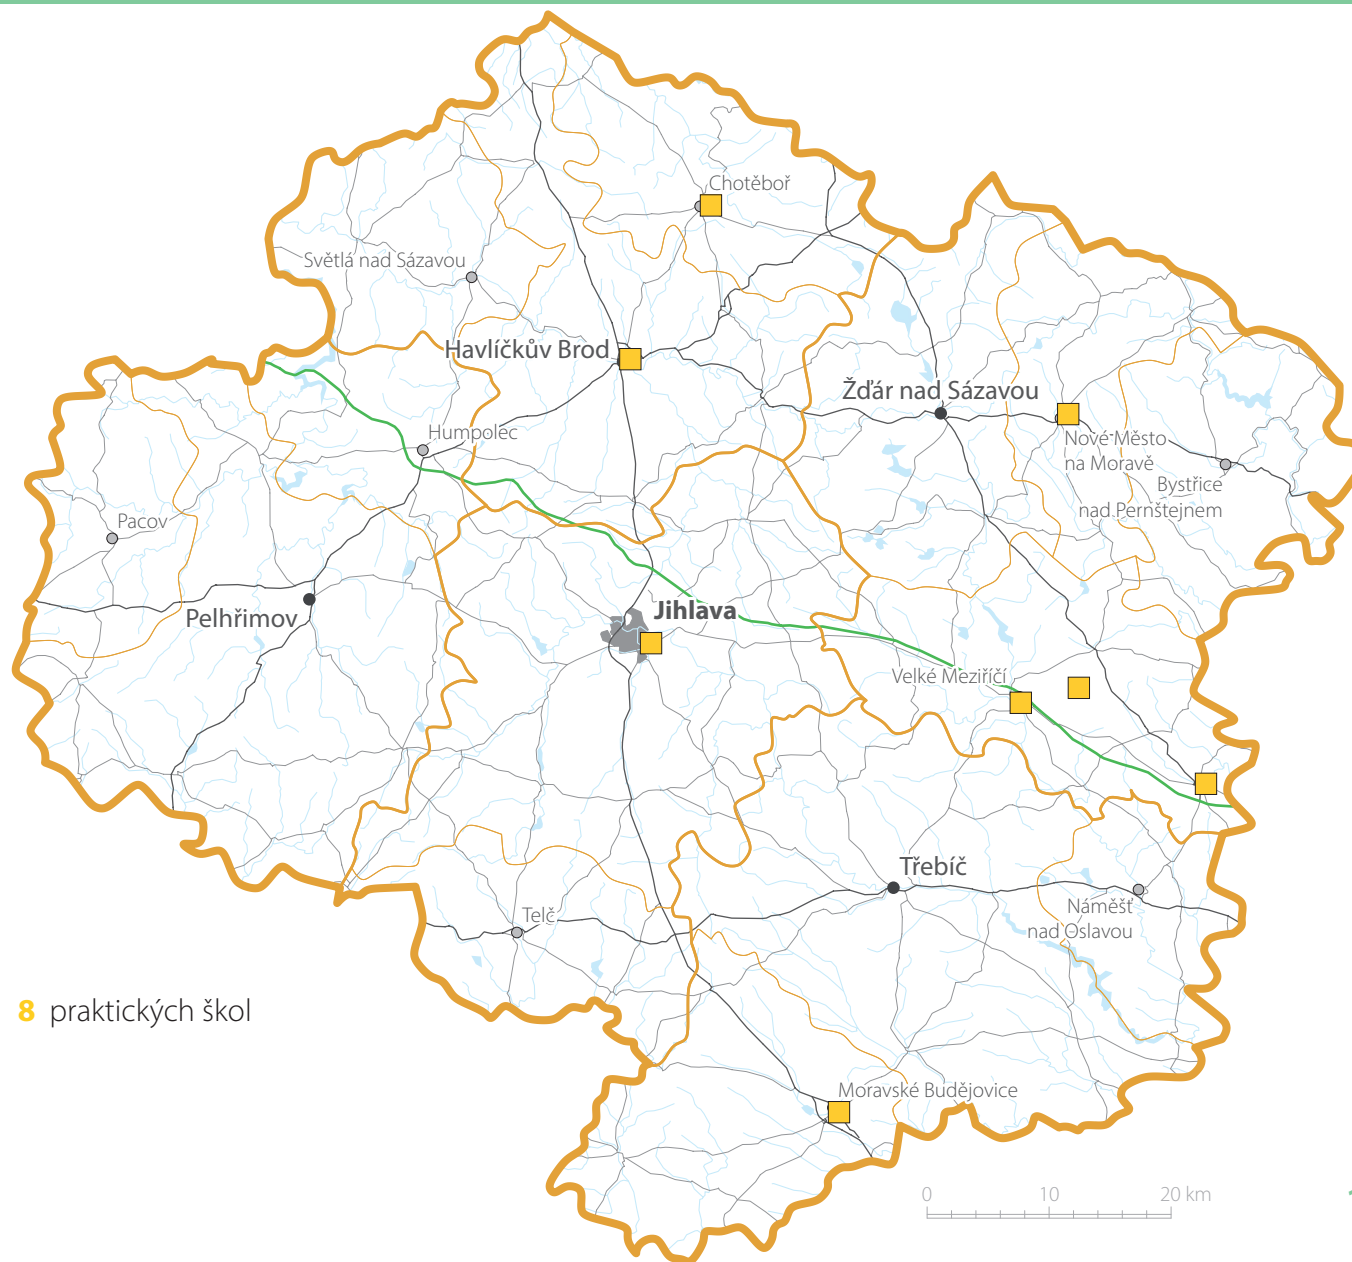 Chotěboř
Světlá nad Sázavou
Havlíčkův Brod
Žďár nad Sázavou
Humpolec
Nové Město
na Moravě
Bystřice
nad Pernštejnem
Pacov
Pelhřimov
Jihlava
Velké Meziříčí
Třebíč
Náměšť
nad Oslavou
Telč
8 praktických škol
Moravské Budějovice
0 10 20 km